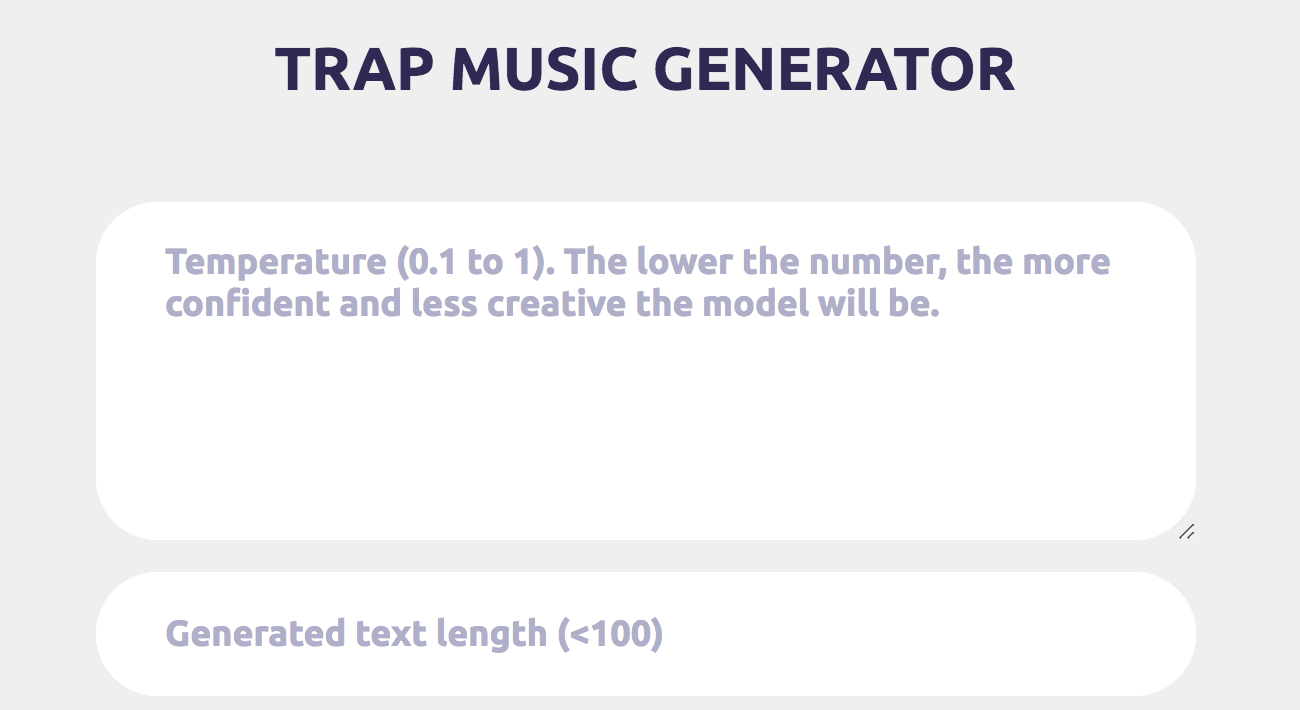 TRAP MUSIC GENERATOR
Temperature (0.1 to 1). The lower the number, the more
confident and less creative the model will be.
Generated text length (<100)